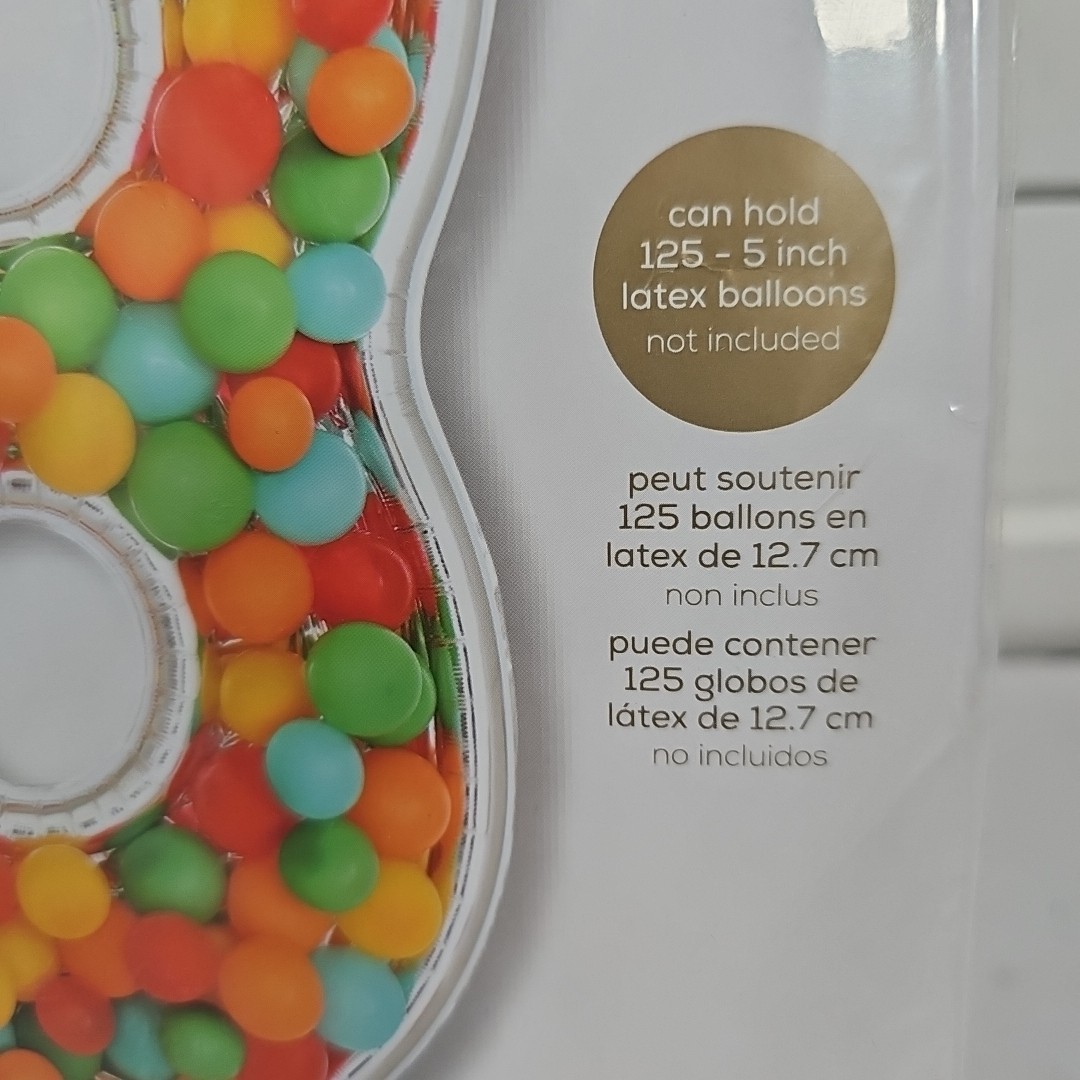 can hold
125 - 5 inch
latex balloons
not included
peut soutenir
125 ballons en
latex de 12.7 cm
non inclus
puede contener
125 globos de
látex de 12.7 cm
no incluidos